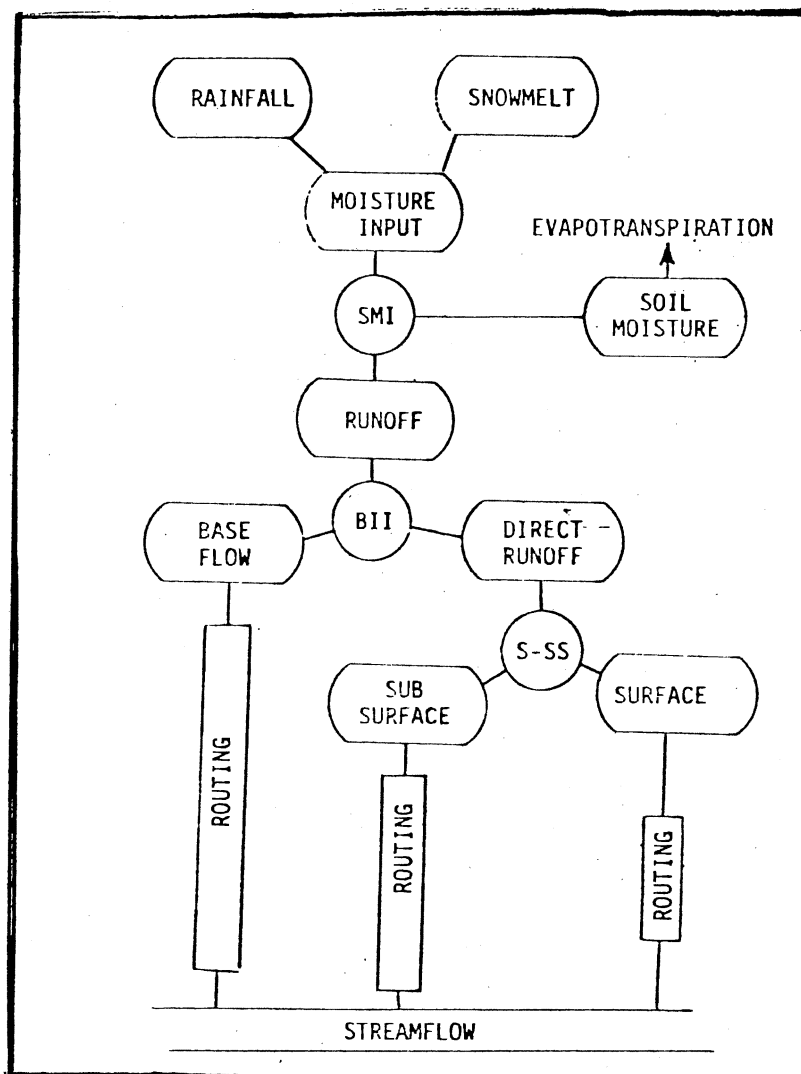 RAINFALL
SNOWMELT
MOISTURE
INPUT
EVAPOTRANSPIRATION
SMI
SOIL
MOISTURE
RUNOFF
BII
BASE
FLOW
DIRECT
RUNOFF
S-SS
SUB
SURFACE
SURFACE
ROUTING
ROUTING
ROUTING
STREAMFLOW